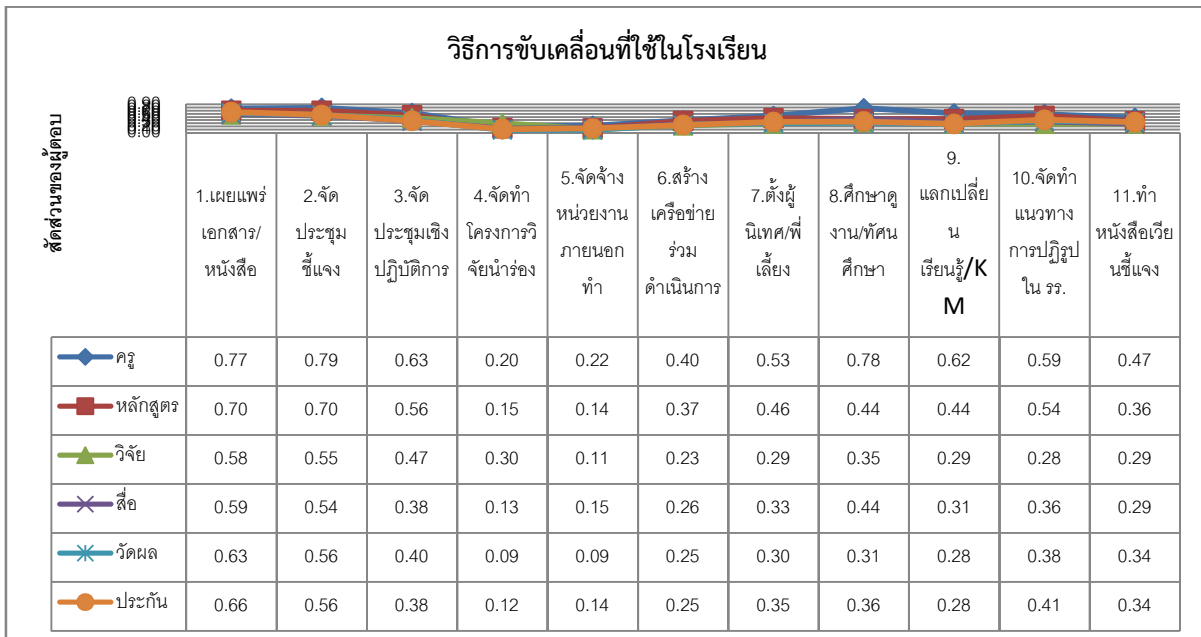 วิธีการขับเคลื่อนที่ใช้ในโรงเรียน
สัดส่วนของผู้ตอบ
1.เผยแพร่
เอกสาร/
หนังสือ
2.จัด
ประชุม
ชี้แจง
3.จัด
ประชุมเชิง
ปฏิบัติการ
4.จัดทำ
โครงการวิ
จัยนำร่อง
5.จัดจ้าง
หน่วยงาน
ภายนอก
ทำ
6.สร้าง
เครือข่าย
ร่วม
ดำเนินการ
7.ตั้งผู้
นิเทศ/พี่
เลี้ยง
8.ศึกษาดู
งาน/ทัศน
ศึกษา
9.
แลกเปลี่ย
น
เรียนรู้/K
M
10.จัดทำ
แนวทาง
การปฏิรูป
ใน รร.
11.ทำ
หนังสือเวีย
นชี้แจง
ครู 0.77 0.79 0.63 0.20 0.22 0.40 0.53 0.78 0.62 0.59 0.47
หลักสูตร 0.70 0.70 0.56 0.15 0.14 0.37 0.46 0.44 0.44 0.54 0.36
วิจัย 0.58 0.55 0.47 0.30 0.11 0.23 0.29 0.35 0.29 0.28 0.29
สื่อ 0.59 0.54 0.38 0.13 0.15 0.26 0.33 0.44 0.31 0.36 0.29
วัดผล 0.63 0.56 0.40 0.09 0.09 0.25 0.30 0.31 0.28 0.38 0.34
ประกัน 0.66 0.56 0.38 0.12 0.14 0.25 0.35 0.36 0.28 0.41 0.34